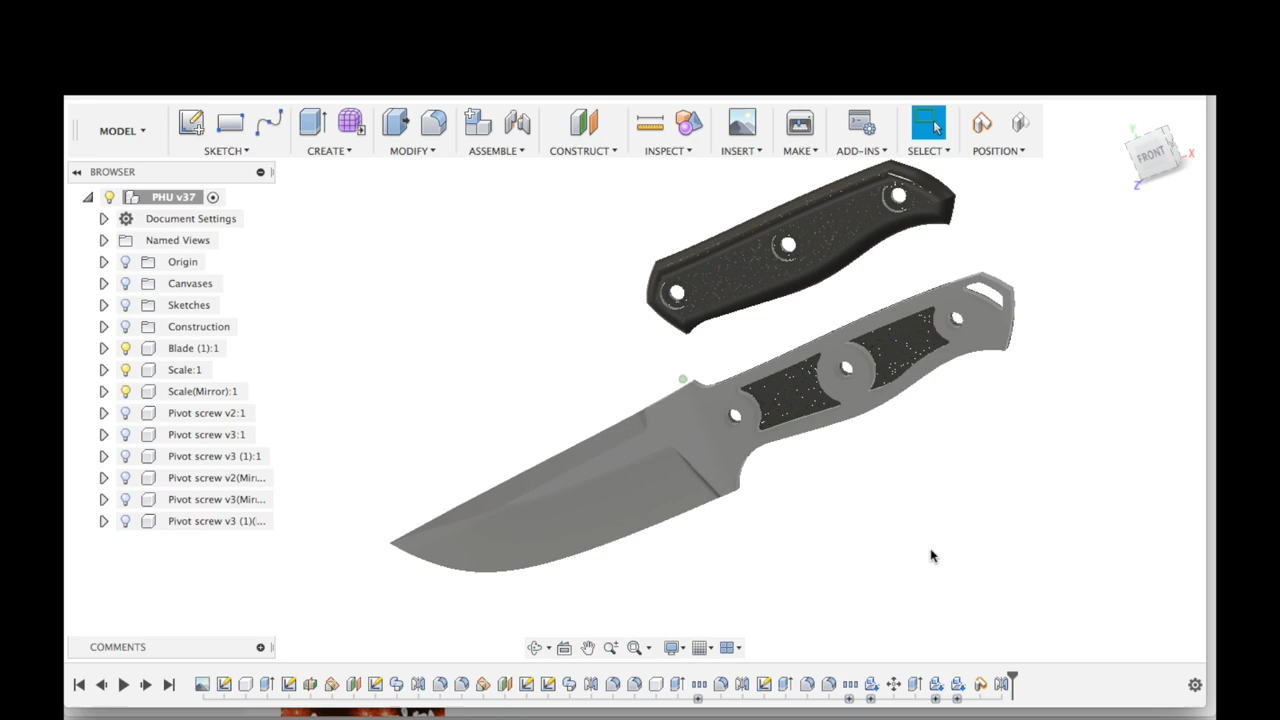 MODEL
SKETCH
CREATE
MODIFY
ASSEMBLE
CONSTRUCT
INSPECT
INSERT
MAKE
ADD-INS
SELECT
POSITION
BROWSER
PHU v37
Document Settings
Named Views
Origin
Canvases
Sketches
Construction
Blade (1):1
Scale:1
Scale(Mirror):1
Pivot screw v2:1
Pivot screw v3:1
Pivot screw v3 (1):1
Pivot screw v2(Mirr...
Pivot screw v3(Mirr...
Pivot screw v3 (1)(...
FRONT
Y
X
Z
COMMENTS